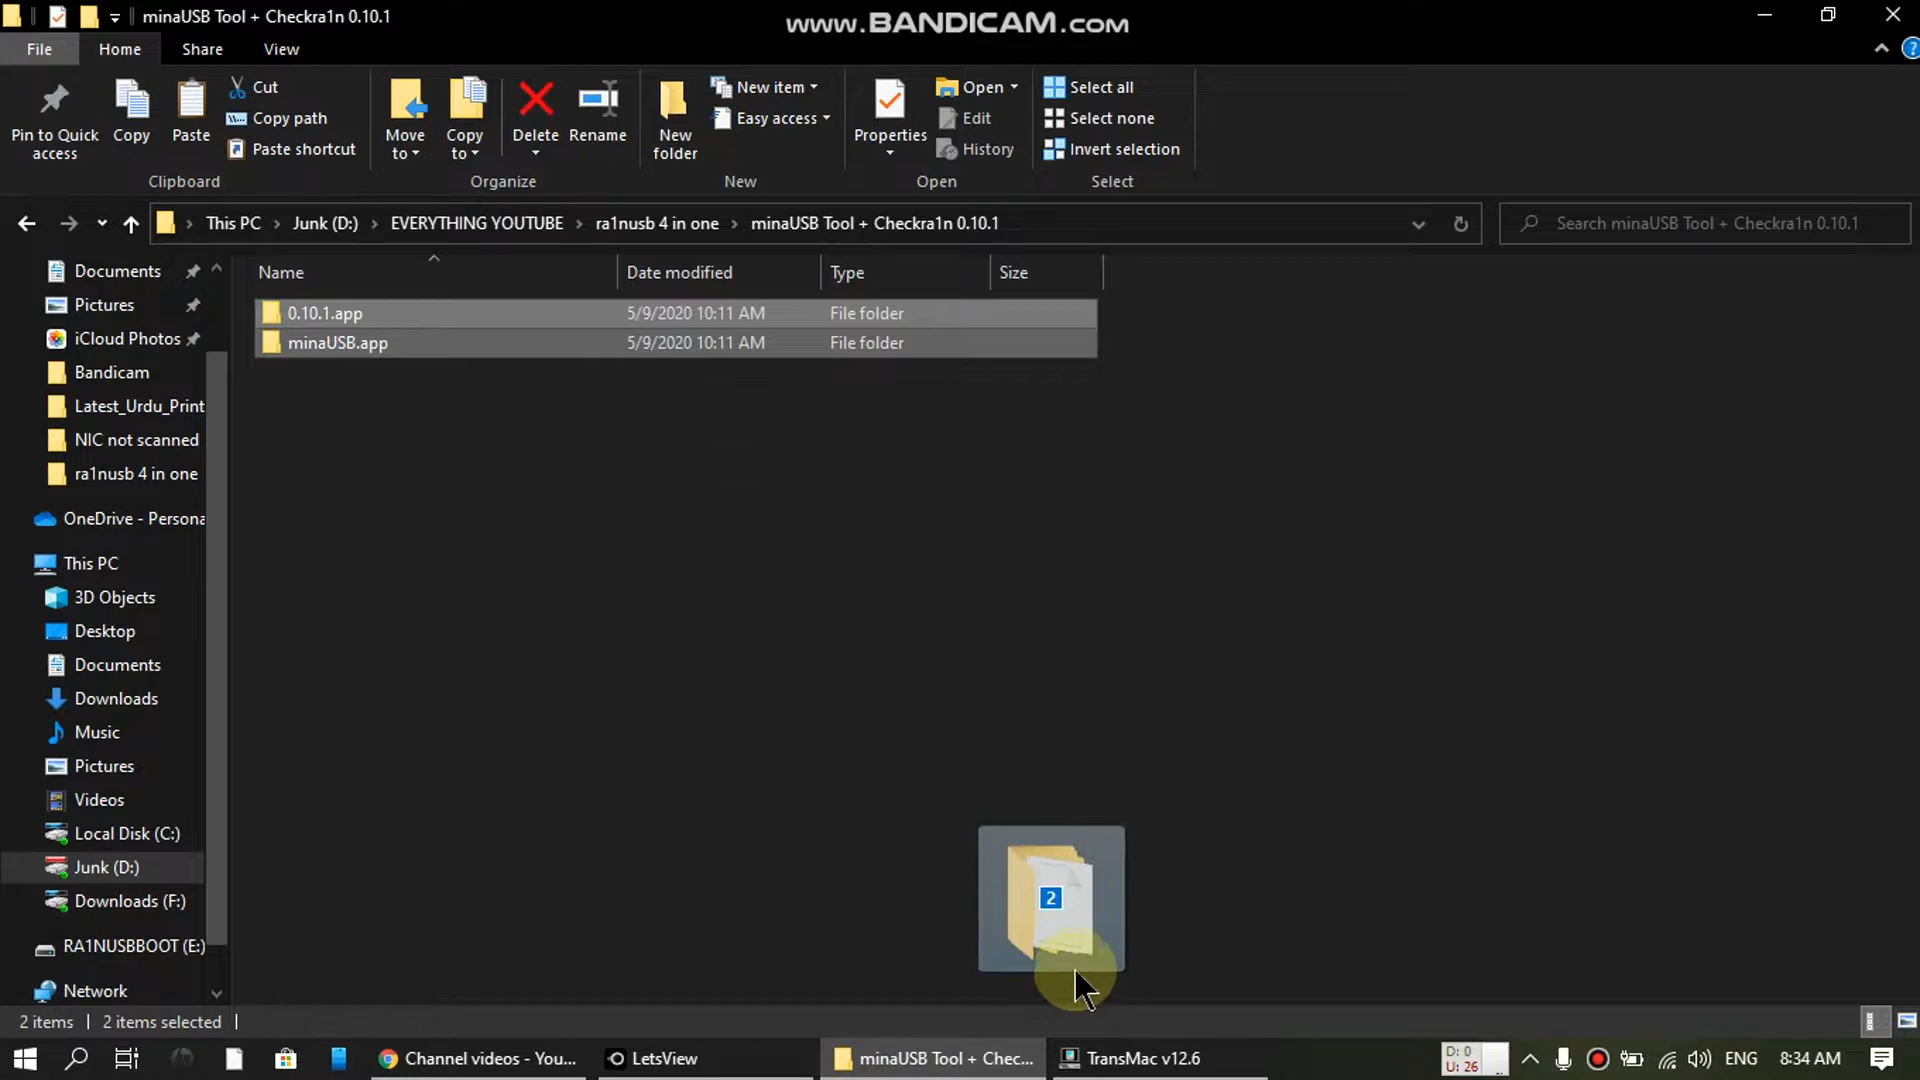 minaUSB Tool + Checkra1n 0.10.1
www.BANDICAM.com
File Home Share View
Pin to Quick access
Copy
Paste
Cut
Copy path
Paste shortcut
Clipboard
Move to
Copy to
Delete
Rename
Organize
New folder
New item
Easy access
New
Properties
Open
Edit
History
Open
Select all
Select none
Invert selection
Select
This PC > Junk (D:) > EVERYTHING YOUTUBE > ra1nusb 4 in one > minaUSB Tool + Checkra1n 0.10.1
Search minaUSB Tool + Checkra1n 0.10.1
Name Date modified Type Size
0.10.1.app 5/9/2020 10:11 AM File folder
minaUSB.app 5/9/2020 10:11 AM File folder
Documents
Pictures
iCloud Photos
Bandicam
Latest_Urdu_Print
NIC not scanned
ra1nusb 4 in one
OneDrive - Persona
This PC
3D Objects
Desktop
Documents
Downloads
Music
Pictures
Videos
Local Disk (C:)
Junk (D:)
Downloads (F:)
RA1NUSBBOOT (E:)
Network
2
2 items 2 items selected
Channel videos - You...
LetsView
minaUSB Tool + Chec...
TransMac v12.6
D: 0
U: 26
ENG
8:34 AM